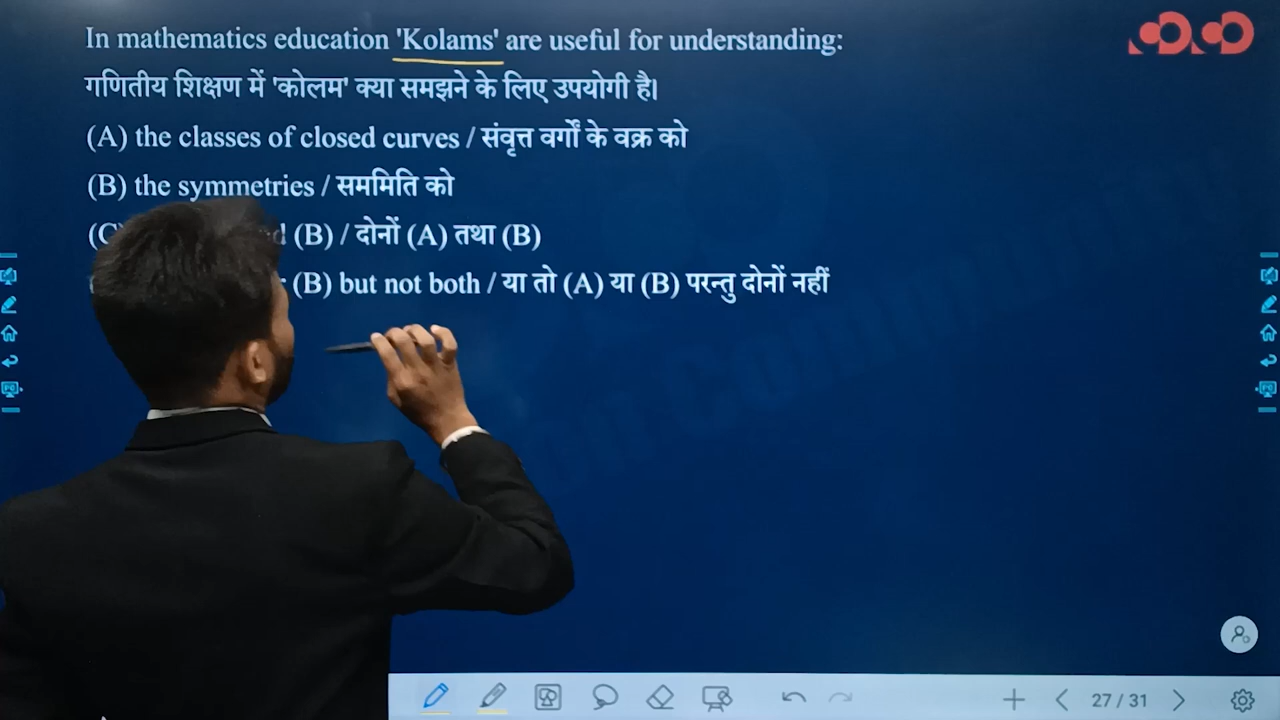 In mathematics education 'Kolams' are useful for understanding:
गणितीय शिक्षण में 'कोलम' क्या समझने के लिए उपयोगी है।
(A) the classes of closed curves / संवृत्त वर्गों के वक्र को
(B) the symmetries / सममिति को
(B) / दोनों (A) तथा (B)
(B) but not both / या तो (A) या (B) परन्तु दोनों नहीं
27 / 31